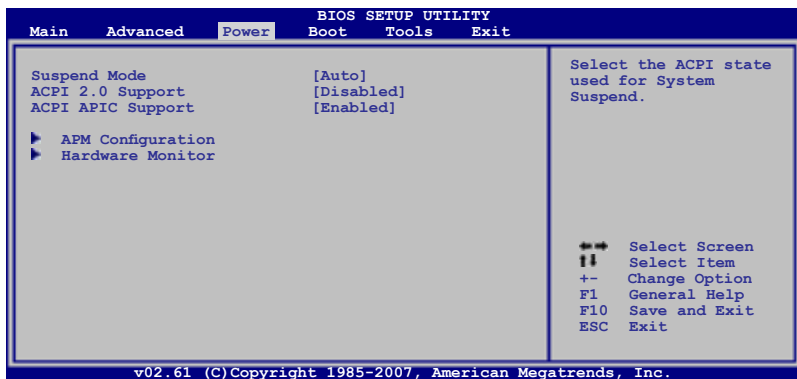 BIOS SETUP UTILITY
Main Advanced Power Boot Tools Exit
Suspend Mode [Auto]
ACPI 2.0 Support [Disabled]
ACPI APIC Support [Enabled]
APM Configuration
Hardware Monitor
Select the ACPI state
used for System
Suspend.
Select Screen
Select Item
+- Change Option
F1 General Help
F10 Save and Exit
ESC Exit
v02.61 (C)Copyright 1985-2007, American Megatrends, Inc.